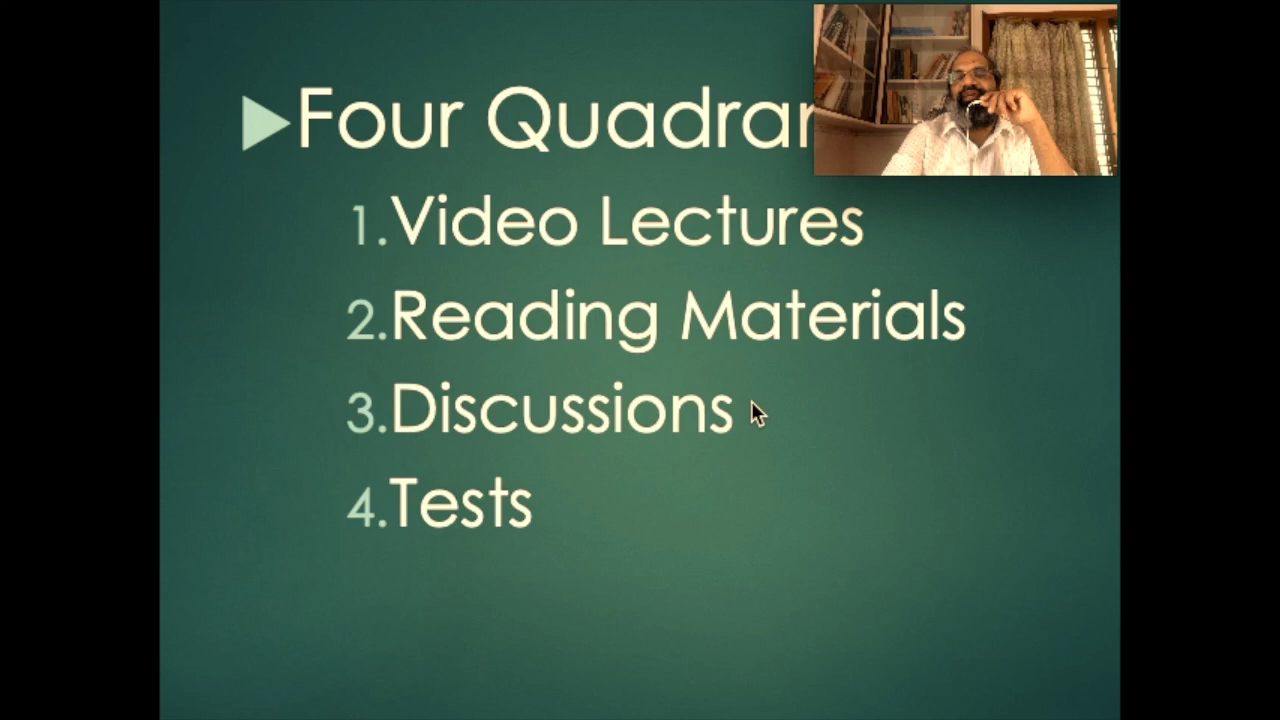 Four Quadran
1. Video Lectures
2. Reading Materials
3. Discussions
4. Tests